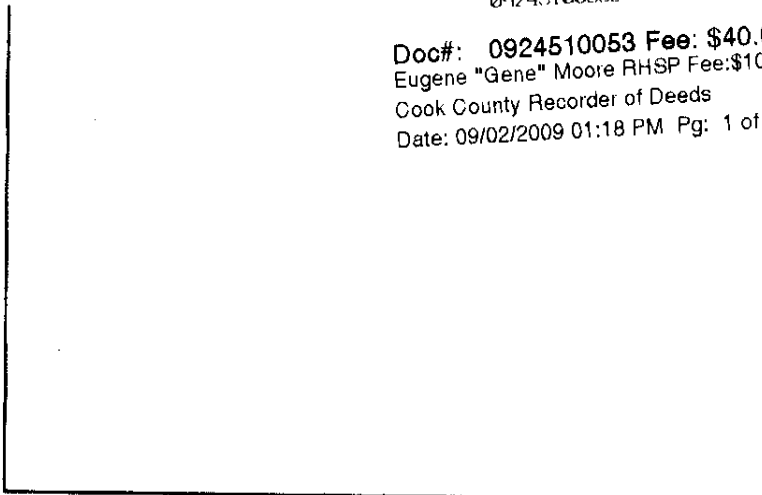 Doc#: 0924510053 Fee: $40.
Eugene "Gene" Moore RHSP Fee:$10
Cook County Recorder of Deeds
Date: 09/02/2009 01:18 PM Pg: 1 of